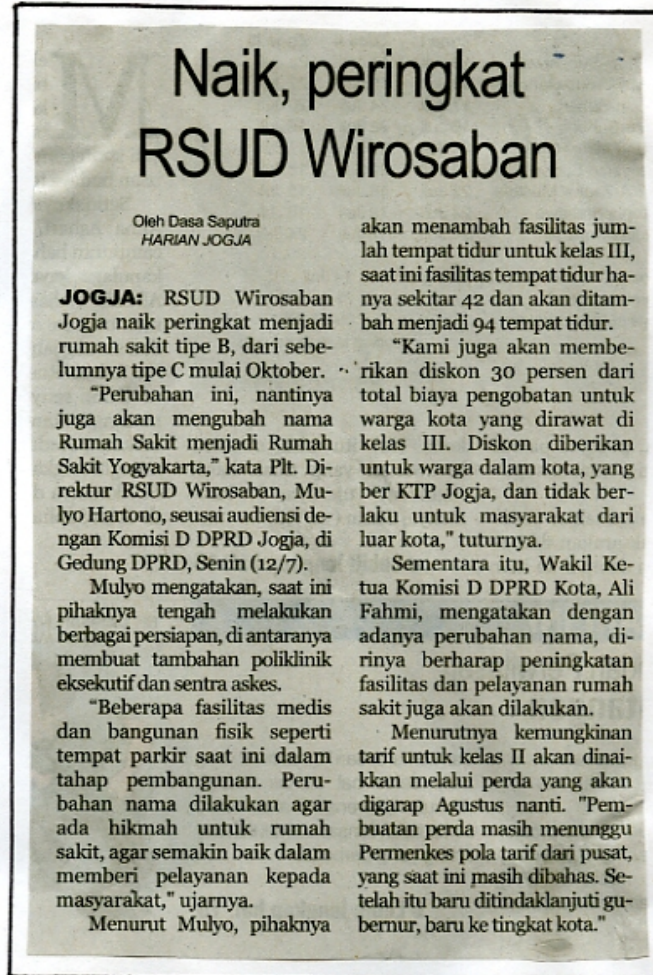 Naik, peringkat
RSUD Wirosaban
Oleh Dasa Saputra
HARIAN JOGJA
JOGJA: RSUD Wirosaban
Jogja naik peringkat menjadi
rumah sakit tipe B, dari sebe-
lumnya tipe C mulai Oktober.
“Perubahan ini, nantinya
juga akan mengubah nama
Rumah Sakit menjadi Rumah
Sakit Yogyakarta,” kata Plt. Di-
rektur RSUD Wirosaban, Mu-
lyo Hartono, seusai audiensi de-
ngan Komisi D DPRD Jogja, di
Gedung DPRD, Senin (12/7).
Mulyo mengatakan, saat ini
pihaknya tengah melakukan
berbagai persiapan, di antaranya
membuat tambahan poliklinik
eksekutif dan sentra askes.
“Beberapa fasilitas medis
dan bangunan fisik seperti
tempat parkir saat ini dalam
tahap pembangunan. Peru-
bahan nama dilakukan agar
ada hikmah untuk rumah
sakit, agar semakin baik dalam
memberi pelayanan kepada
masyarakat,” ujarnya.
Menurut Mulyo, pihaknya
akan menambah fasilitas jum-
lah tempat tidur untuk kelas III,
saat ini fasilitas tempat tidur ha-
nya sekitar 42 dan akan ditam-
bah menjadi 94 tempat tidur.
“Kami juga akan membe-
rikan diskon 30 persen dari
total biaya pengobatan untuk
warga kota yang dirawat di
kelas III. Diskon diberikan
untuk warga dalam kota, yang
ber KTP Jogja, dan tidak ber-
laku untuk masyarakat dari
luar kota,” tuturnya.
Sementara itu, Wakil Ke-
tua Komisi D DPRD Kota, Ali
Fahmi, mengatakan dengan
adanya perubahan nama, di-
rinya berharap peningkatan
fasilitas dan pelayanan rumah
sakit juga akan dilakukan.
Menurutnya kemungkinan
tarif untuk kelas II akan dinai-
kkan melalui perda yang akan
digarap Agustus nanti. "Pem-
buatan perda masih menunggu
Permenkes pola tarif dari pusat,
yang saat ini masih dibahas. Se-
telah itu baru ditindaklanjuti gu-
bernur, baru ke tingkat kota."